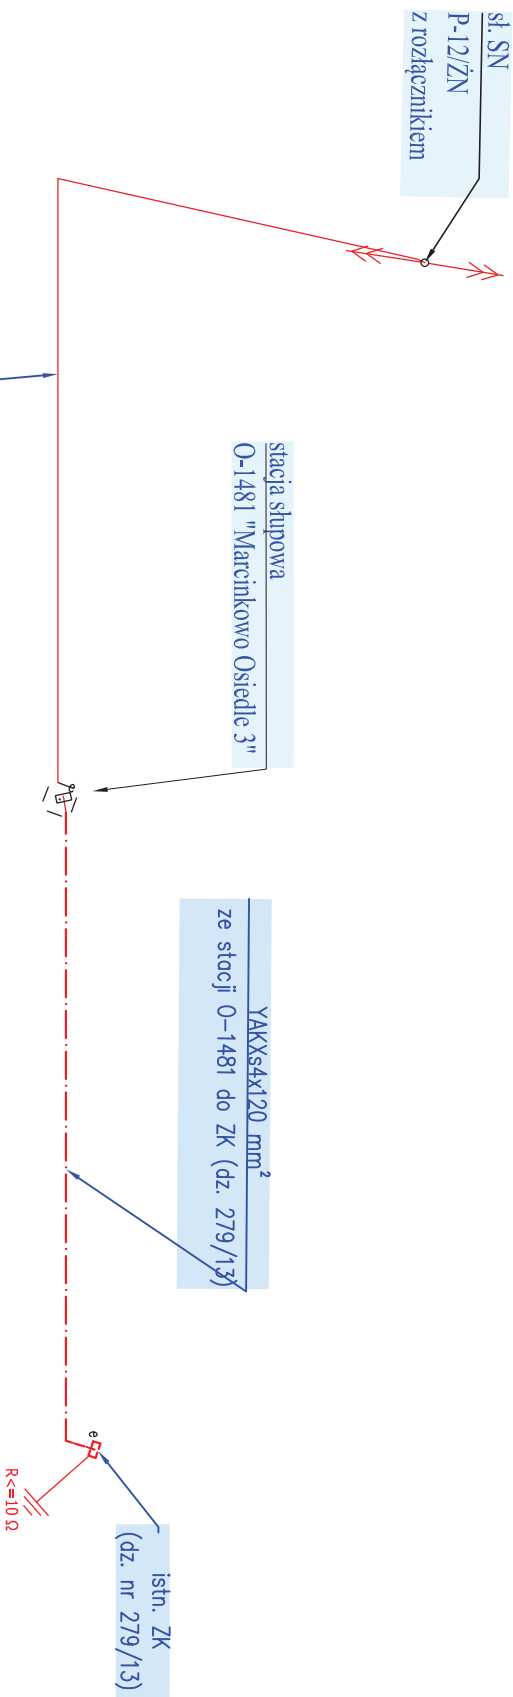 sł. SN
P-12/ŻN
z rozłącznikiem
stacja słupowa
O-1481 "Marcinkowo Osiedle 3"
YAKXs4x120 mm²
ze stacji O-1481 do ZK (dz. 279/13)
e
istn. ZK
(dz. nr 279/13)
R<=10 Ω